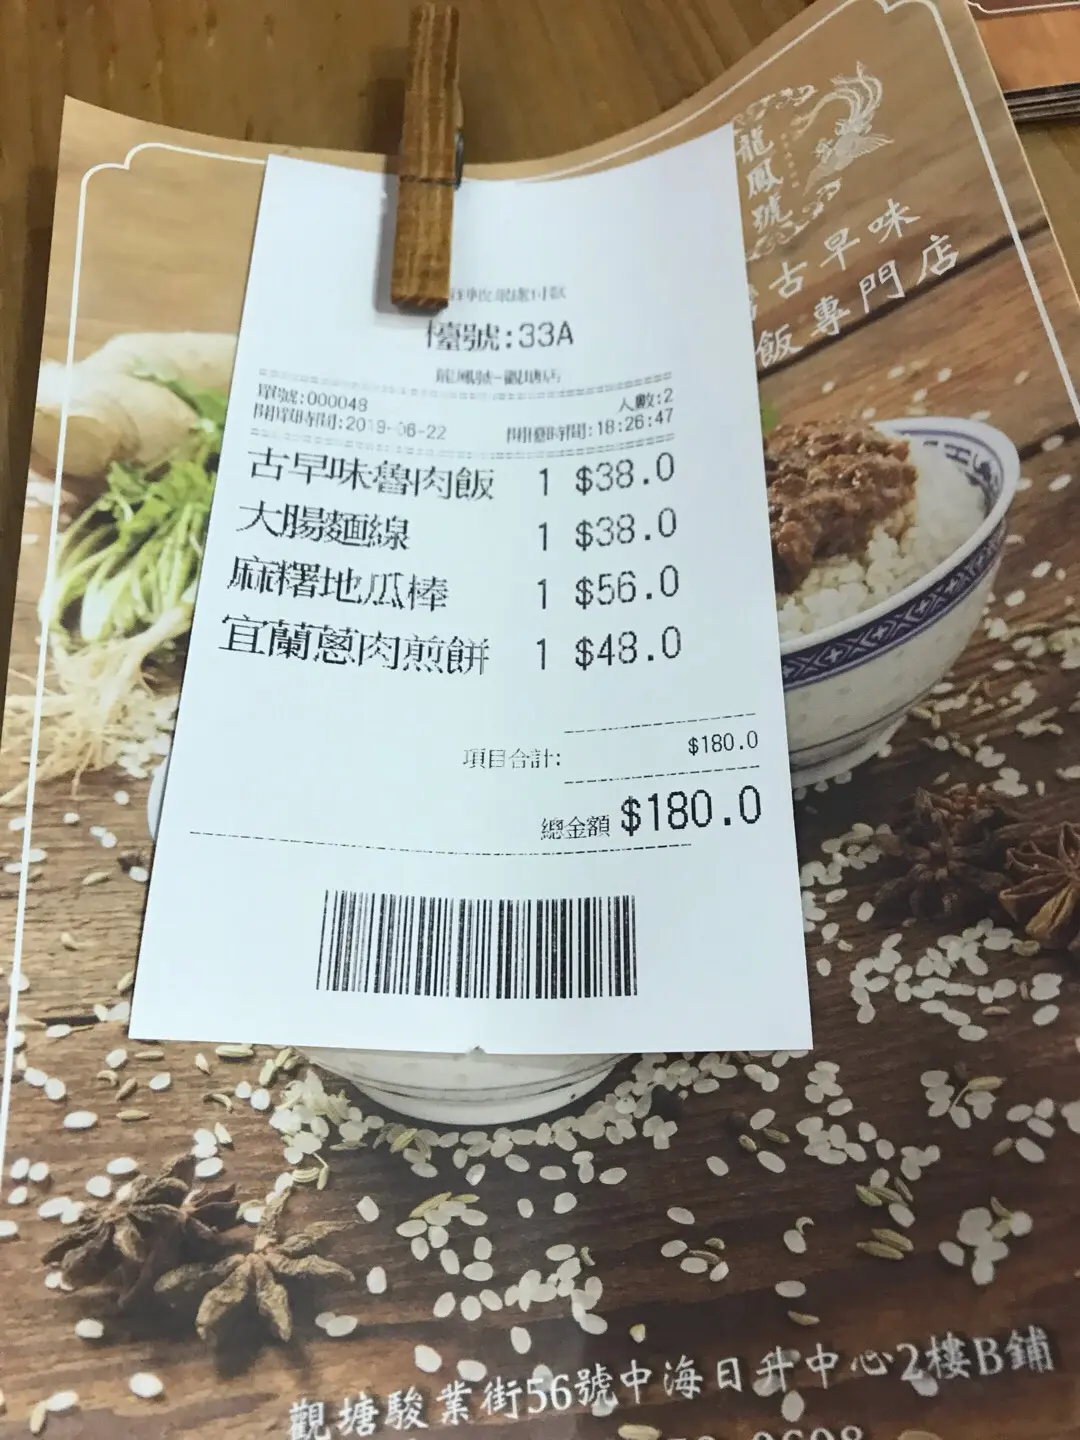 龍鳳號
古早味
飯專門店
檯號:33A
龍鳳號-觀塘店
單號:000048
人數:2
開單時間:2019-06-22
開檯時間:18:26:47
古早味魯肉飯 1 $38.0
大腸麵線 1 $38.0
麻糬地瓜棒 1 $56.0
宜蘭蔥肉煎餅 1 $48.0
項目合計: $180.0
總金額 $180.0
觀塘駿業街56號中海日升中心2樓B鋪